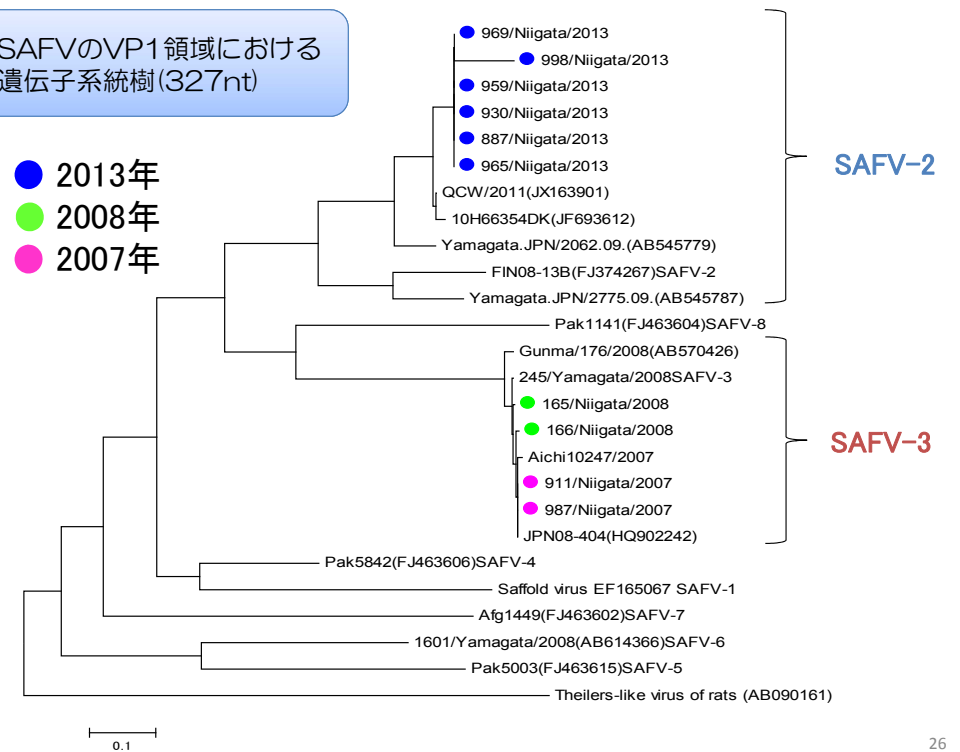 SAFVのVP1領域における
遺伝子系統樹(327nt)
2013年
2008年
2007年
969/Niigata/2013
998/Niigata/2013
959/Niigata/2013
930/Niigata/2013
887/Niigata/2013
965/Niigata/2013
QCW/2011(JX163901)
10H66354DK(JF693612)
Yamagata.JPN/2062.09.(AB545779)
FIN08-13B(FJ374267)SAFV-2
Yamagata.JPN/2775.09.(AB545787)
SAFV-2
Pak1141(FJ463604)SAFV-8
Gunma/176/2008(AB570426)
245/Yamagata/2008SAFV-3
165/Niigata/2008
166/Niigata/2008
Aichi10247/2007
911/Niigata/2007
987/Niigata/2007
JPN08-404(HQ902242)
SAFV-3
Pak5842(FJ463606)SAFV-4
Saffold virus EF165067 SAFV-1
Afg1449(FJ463602)SAFV-7
1601/Yamagata/2008(AB614366)SAFV-6
Pak5003(FJ463615)SAFV-5
Theilers-like virus of rats (AB090161)
0.1
26